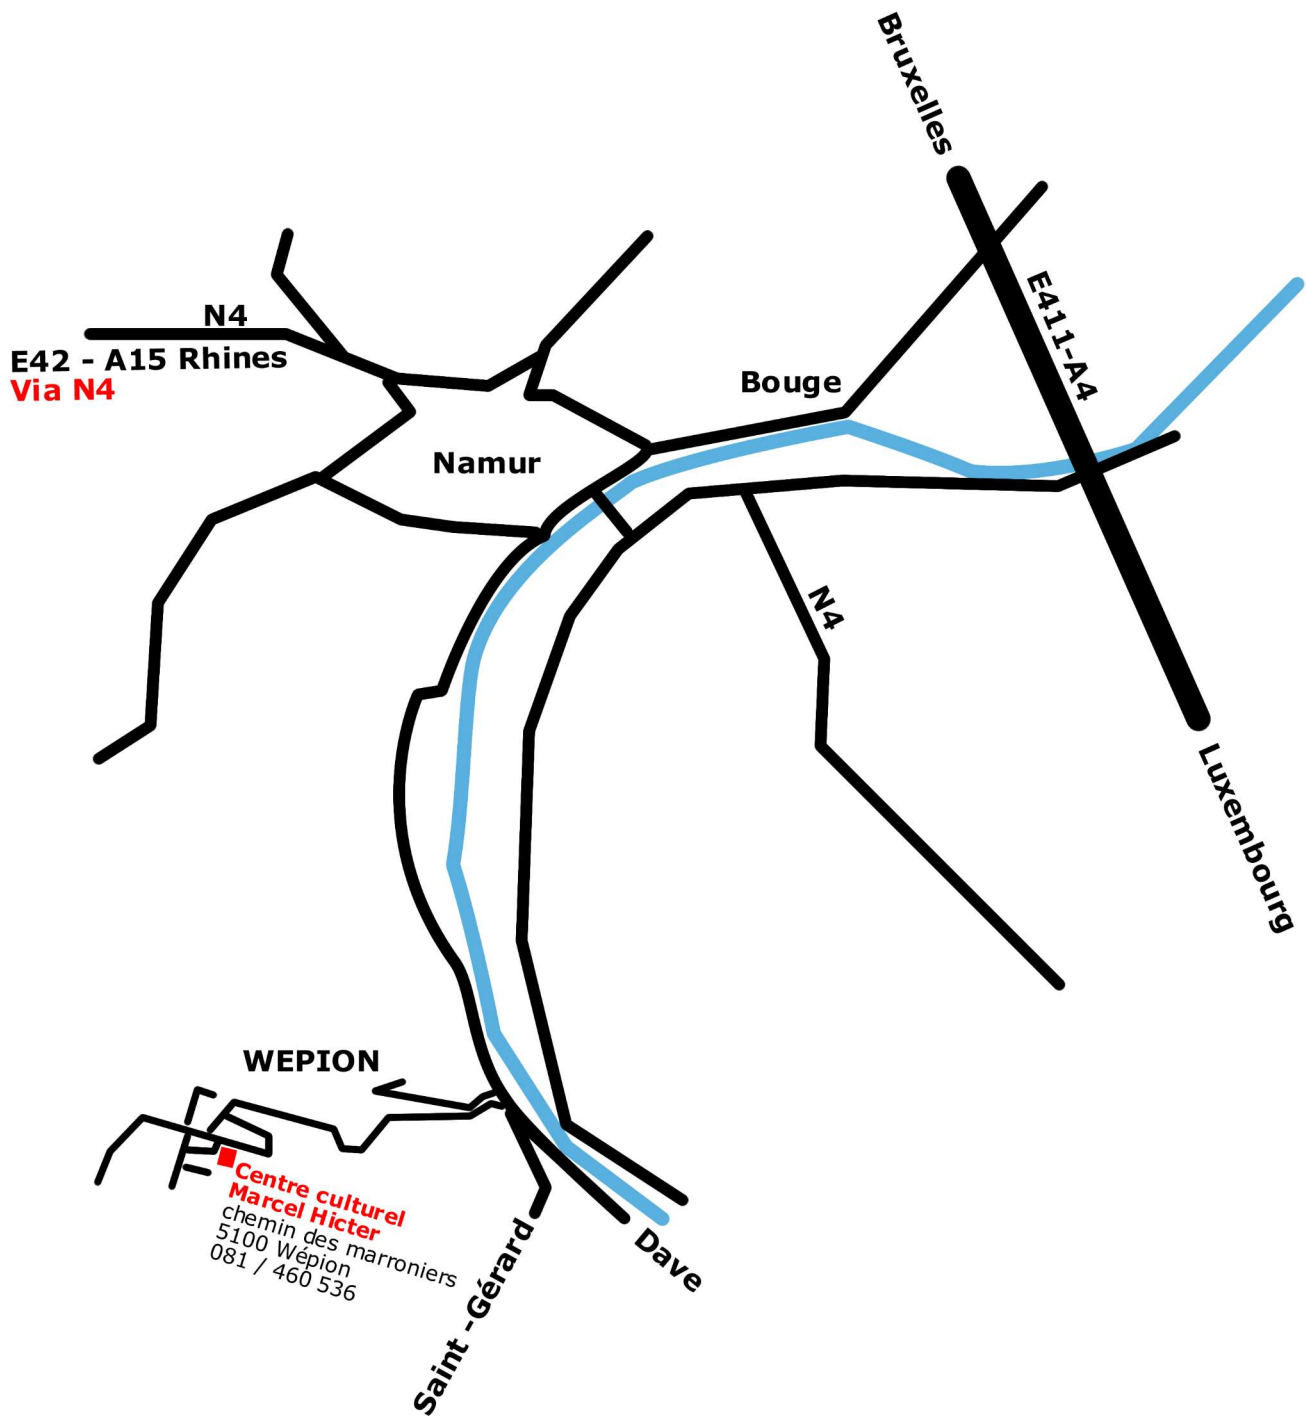 Bruxelles
E411-A4
N4
E42 - A15 Rhines
Via N4
Bouge
Namur
N4
Luxembourg
WEPION
Centre culturel
Marcel Hicter
chemin des marroniers
5100 Wépion
081 / 460 536
Dave
Saint -Gérard